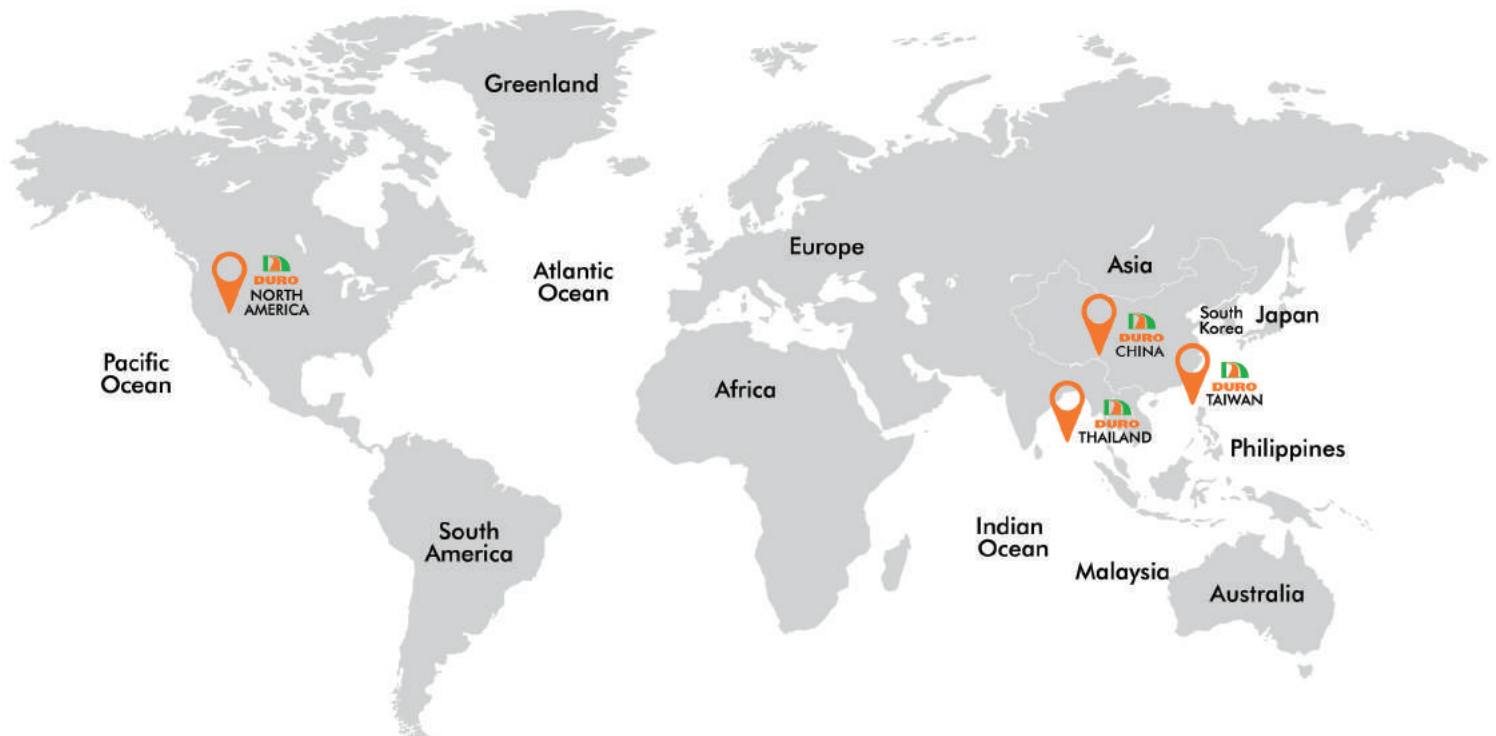 Greenland
Europe
Atlantic
Ocean
Asia
DURO
NORTH
AMERICA
South
Korea
Japan
DURO
CHINA
Pacific
Ocean
Africa
DURO
TAIWAN
DURO
THAILAND
Philippines
South
America
Indian
Ocean
Malaysia
Australia